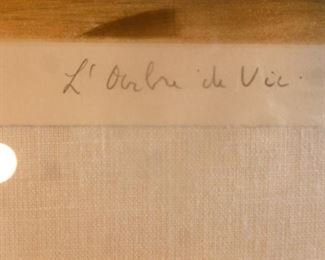 L' Arbre de Vie.